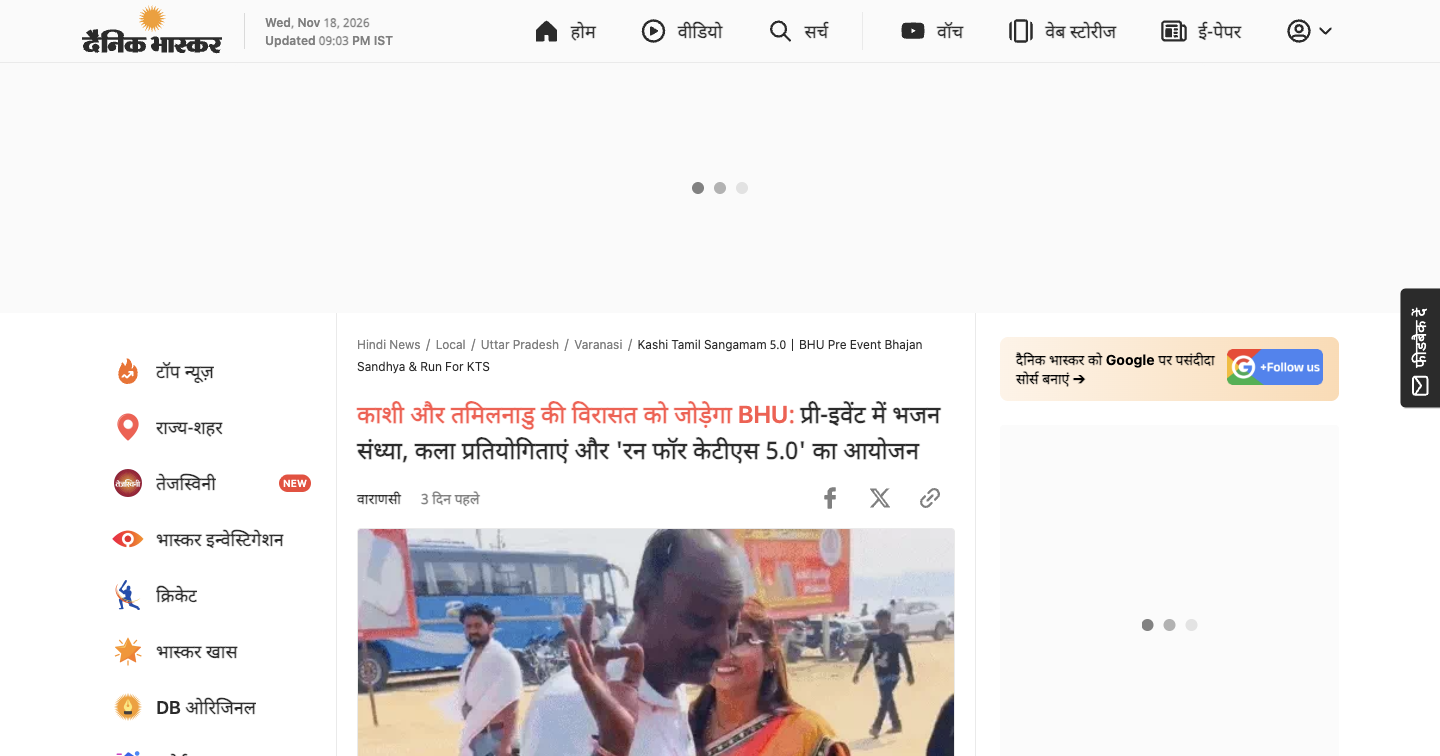 दैनिक भास्कर
Wed, Nov 18, 2026
Updated 09:03 PM IST
होम
वीडियो
सर्च
वॉच
वेब स्टोरीज
ई-पेपर
टॉप न्यूज़
राज्य-शहर
तेजस्विनी
तेजस्विनी
NEW
भास्कर इन्वेस्टिगेशन
क्रिकेट
भास्कर खास
DB ओरिजिनल
Hindi News / Local / Uttar Pradesh / Varanasi / Kashi Tamil Sangamam 5.0 | BHU Pre Event Bhajan
Sandhya & Run For KTS
काशी और तमिलनाडु की विरासत को जोड़ेगा BHU: प्री-इवेंट में भजन
संध्या, कला प्रतियोगिताएं और 'रन फॉर केटीएस 5.0' का आयोजन
वाराणसी 3 दिन पहले
दैनिक भास्कर को Google पर पसंदीदा
सोर्स बनाएं ➔
G +Follow us
फीडबैक दें